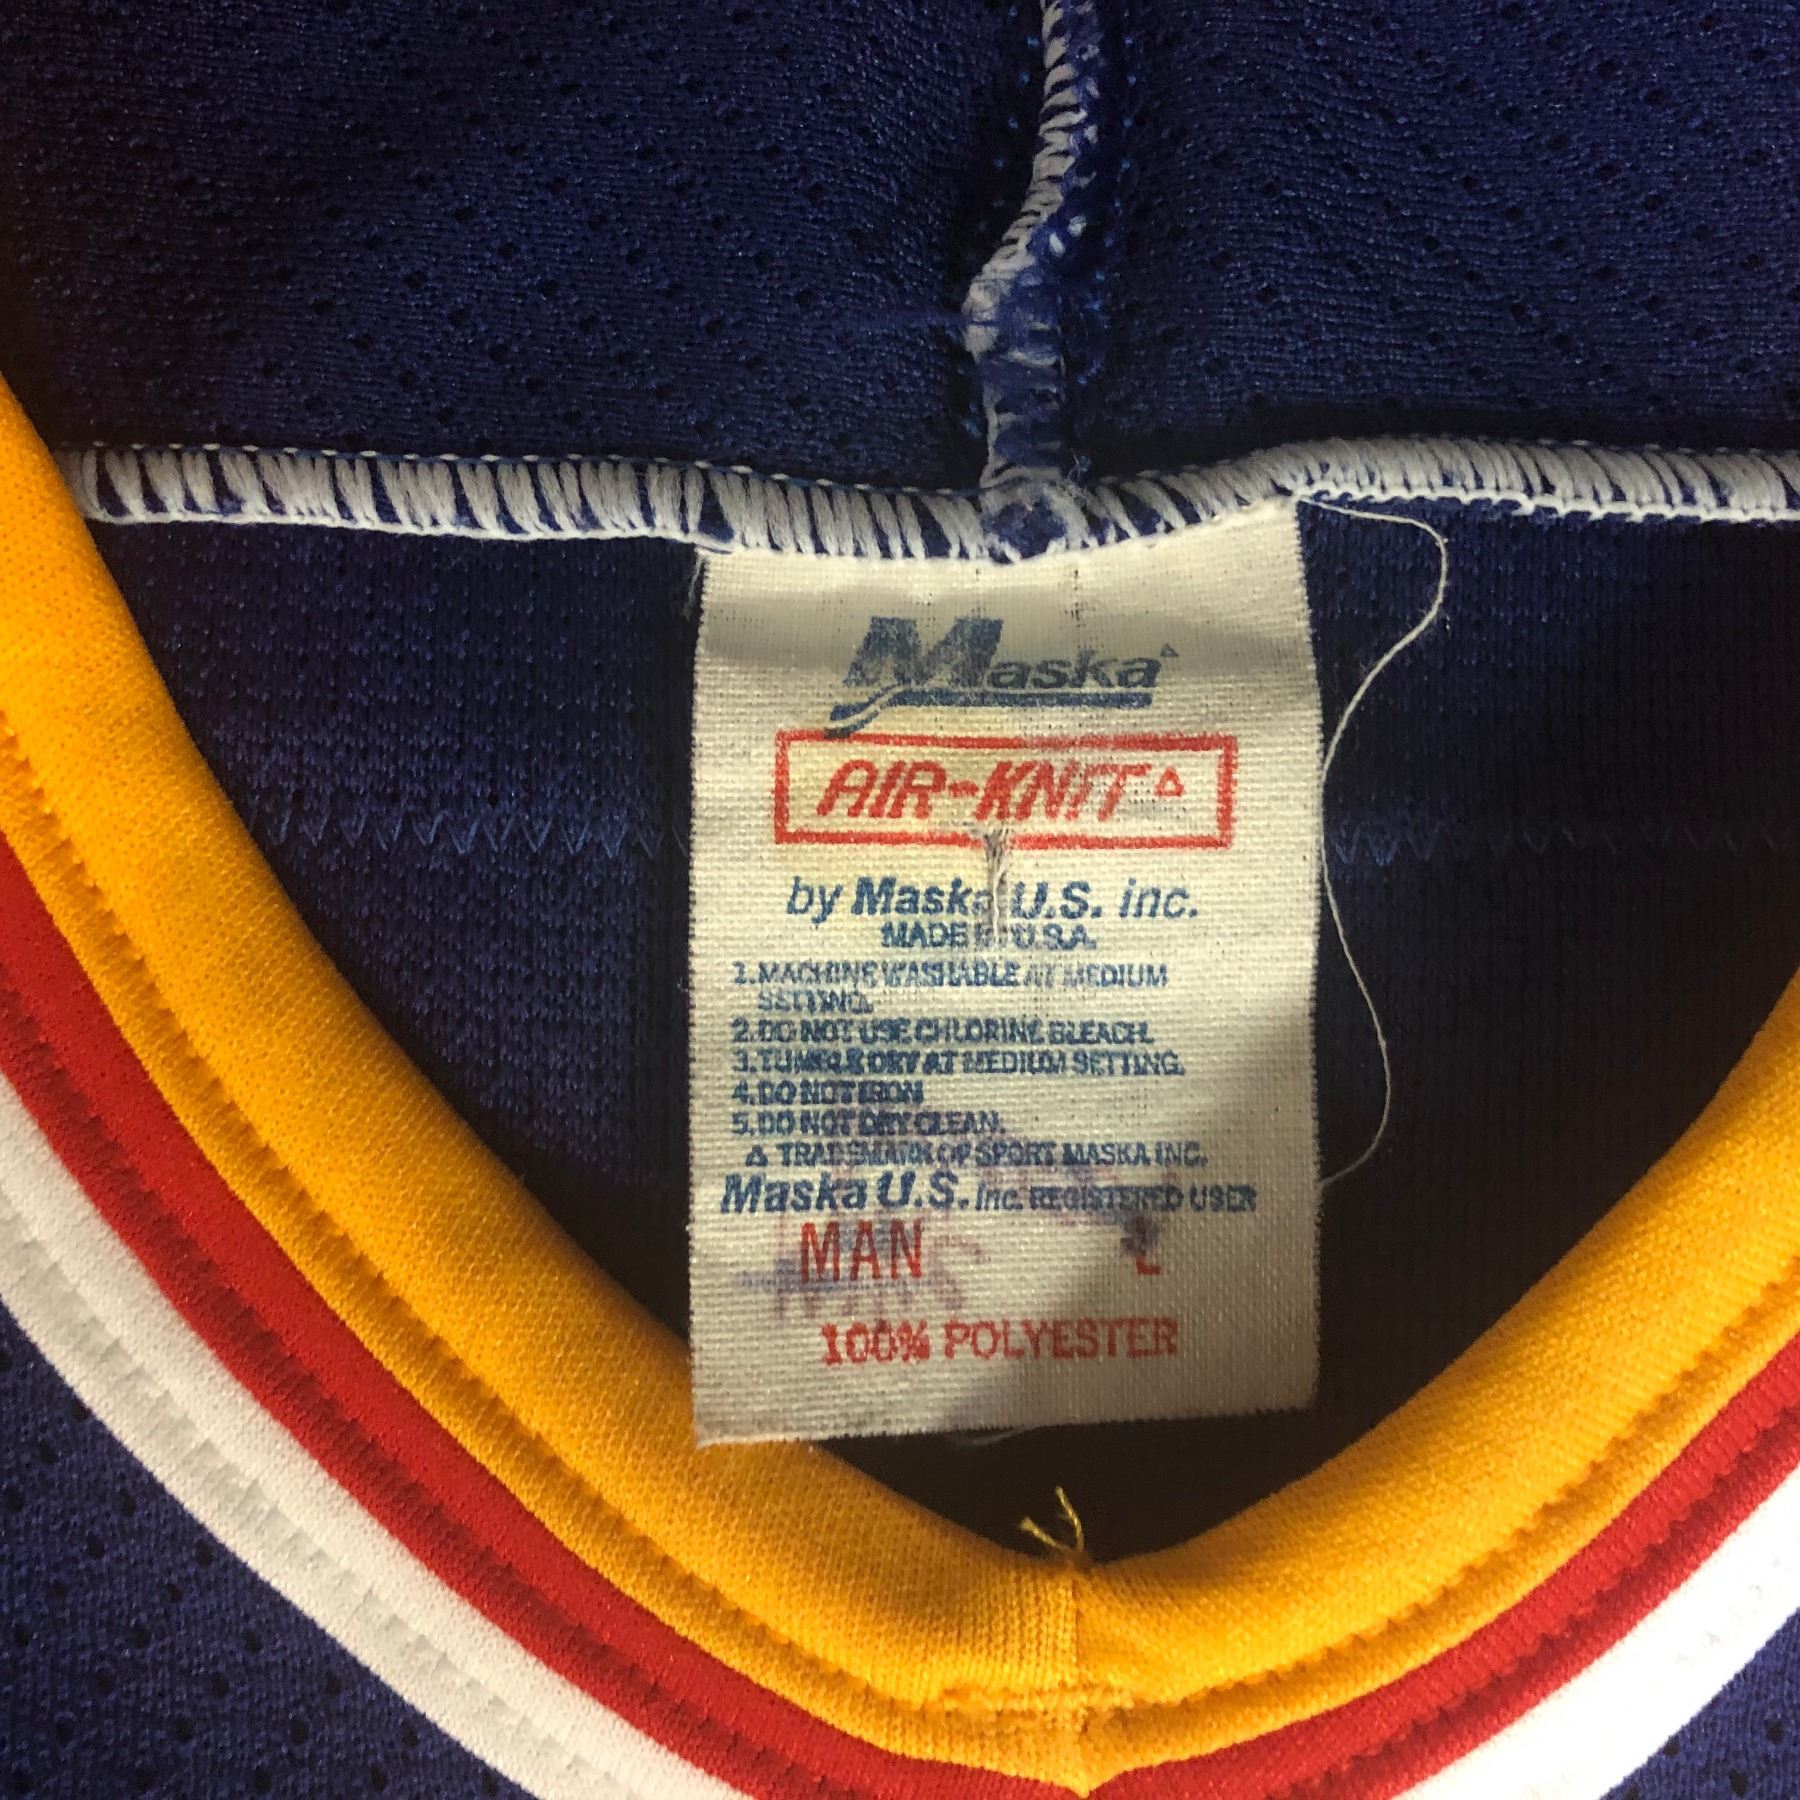 Maska
AIR-KNIT
by Maska U.S. inc.
MADE IN U.S.A.
1. MACHINE WASHABLE AT MEDIUM
SETTING.
2. DO NOT USE CHLORINE BLEACH.
3. TUMBLE DRY AT MEDIUM SETTING.
4. DO NOT IRON
5. DO NOT DRY CLEAN.
Δ TRADEMARK OF SPORT MASKA INC.
Maska U.S. Inc. REGISTERED USER
MAN L
100% POLYESTER